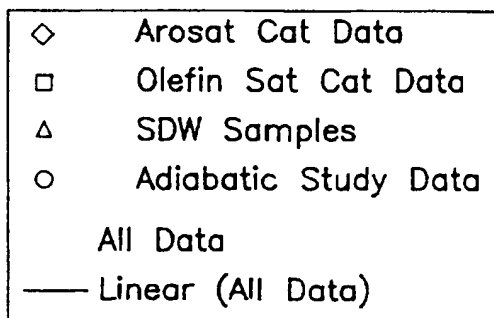 Arosat Cat Data
Olefin Sat Cat Data
SDW Samples
Adiabatic Study Data
All Data
Linear (All Data)